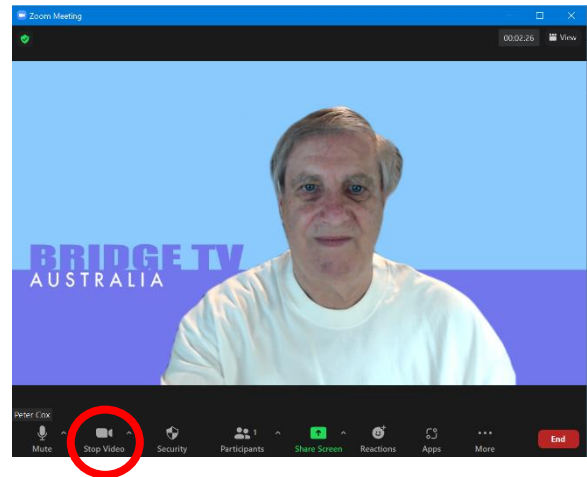 Zoom Meeting
00:02:26 View
BRIDGE TV
AUSTRALIA
Peter Cox
1
Mute Stop Video Security Participants Share Screen Reactions Apps More End